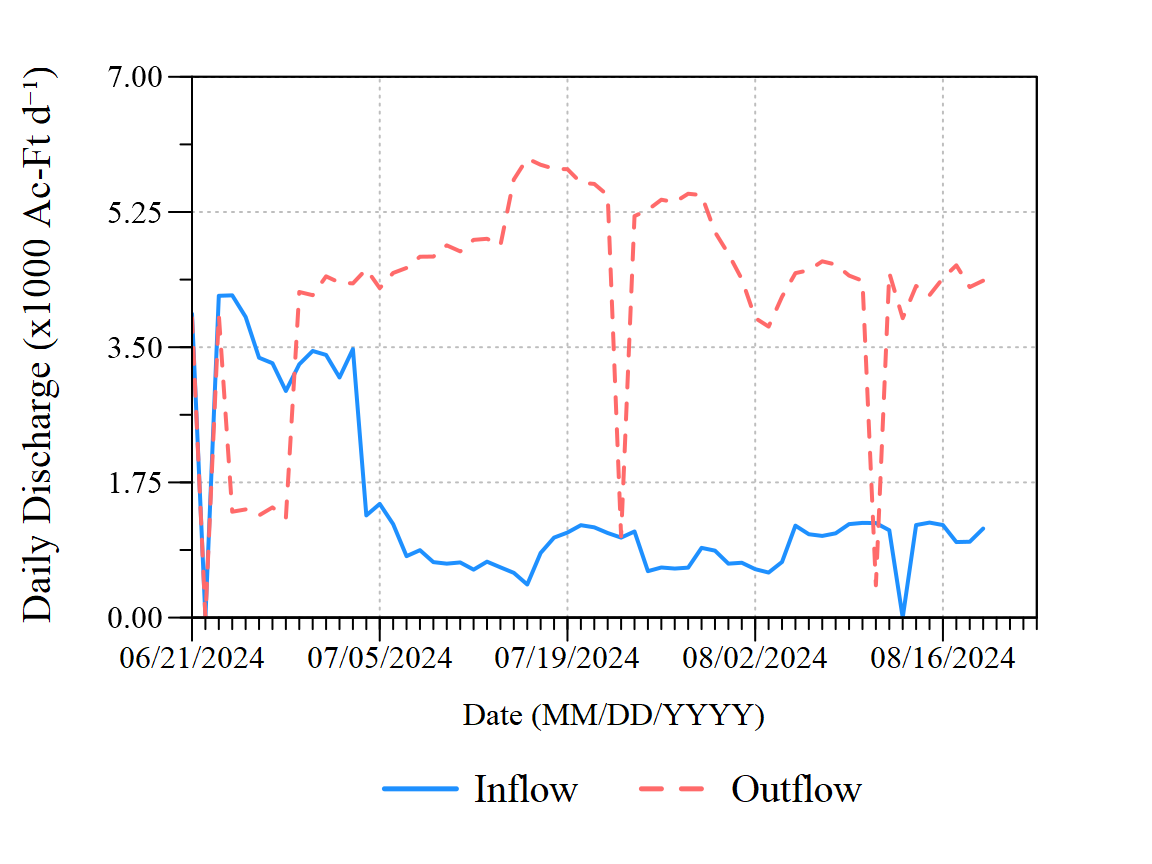 Daily Discharge (x1000 Ac-Ft d⁻¹)
7.00
5.25
3.50
1.75
0.00
06/21/2024 07/05/2024 07/19/2024 08/02/2024 08/16/2024
Date (MM/DD/YYYY)
Inflow Outflow